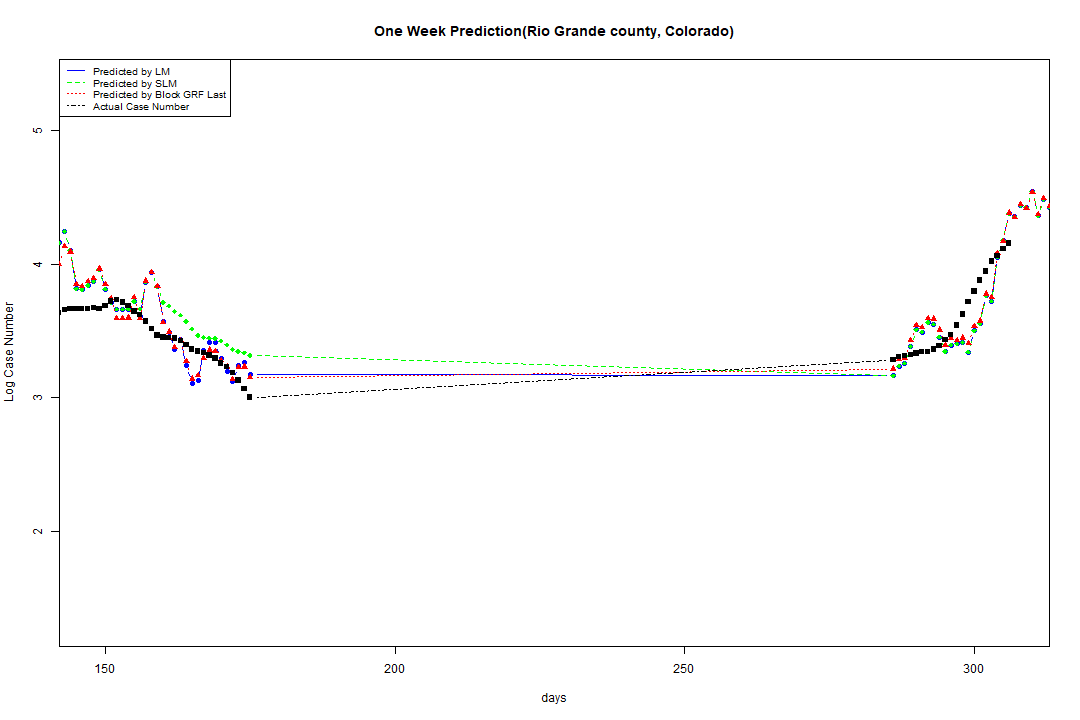 One Week Prediction(Rio Grande county, Colorado)
Predicted by LM
Predicted by SLM
Predicted by Block GRF Last
Actual Case Number
5
4
3
2
Log Case Number
150 200 250 300
days